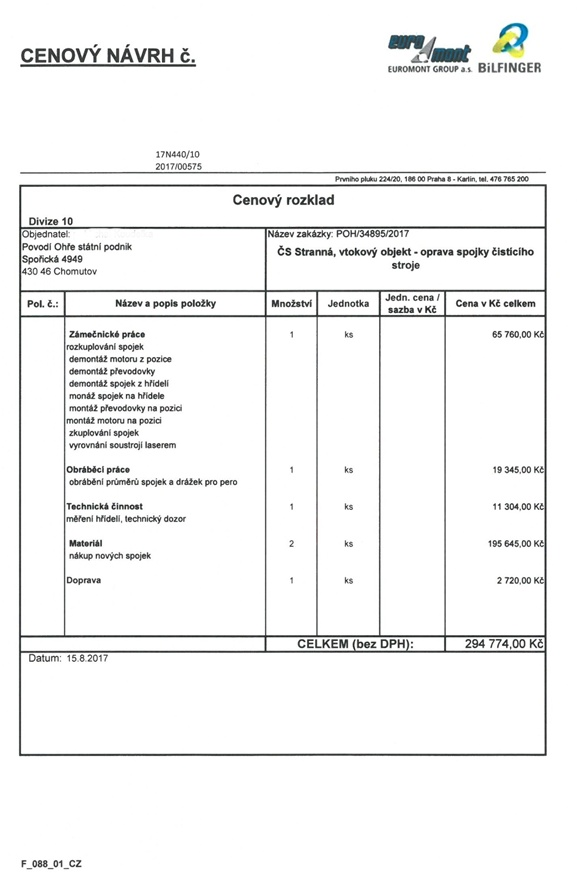 CENOVÝ NÁVRH č.
euro mont
EUROMONT GROUP a.s.
BILFINGER
17N440/10
2017/00575
Prvního pluku 224/20, 186 00 Praha 8 - Karlín, tel. 476 765 200
Cenový rozklad
Divize 10
Objednatel:
Povodí Ohře státní podnik
Spořická 4949
430 46 Chomutov
Název zakázky: POH/34895/2017
ČS Stranná, vtokový objekt - oprava spojky čisticího
stroje
Pol. č.: Název a popis položky Množství Jednotka Jedn. cena / sazba v Kč Cena v Kč celkem
Zámečnické práce 1 ks 65 760,00 Kč
rozkuplování spojek
demontáž motoru z pozice
demontáž převodovky
demontáž spojek z hřídelí
monáž spojek na hřídele
montáž převodovky na pozici
montáž motoru na pozici
zkuplování spojek
vyrovnání soustrojí laserem
Obráběcí práce 1 ks 19 345,00 Kč
obrábění průměrů spojek a drážek pro pero
Technická činnost 1 ks 11 304,00 Kč
měření hřídelí, technický dozor
Materiál 2 ks 195 645,00 Kč
nákup nových spojek
Doprava 1 ks 2 720,00 Kč
CELKEM (bez DPH): 294 774,00 Kč
Datum: 15.8.2017
F_088_01_CZ